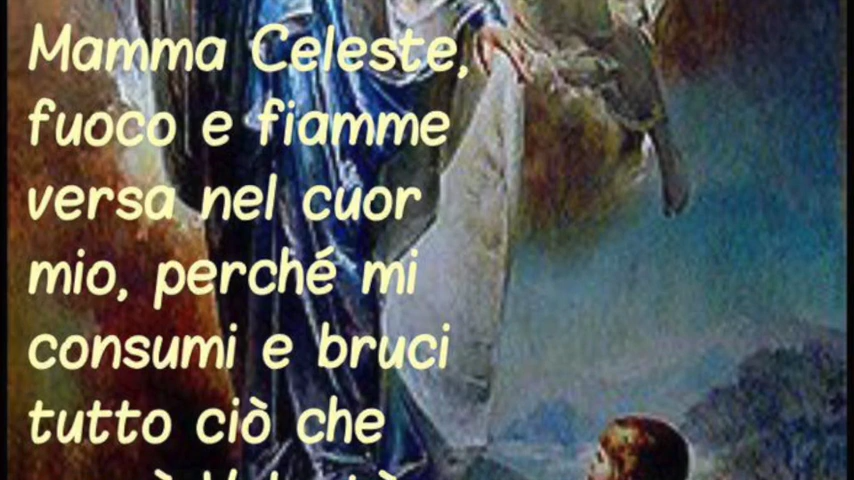 Mamma Celeste,
fuoco e fiamme
versa nel cuor
mio, perché mi
consumi e bruci
tutto ciò che